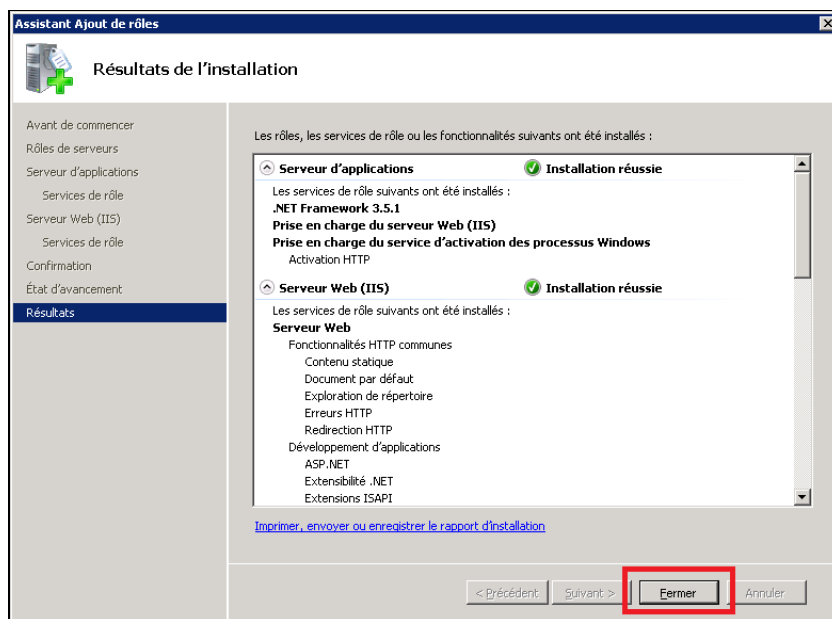 Assistant Ajout de rôles
Résultats de l'installation
Avant de commencer
Rôles de serveurs
Serveur d'applications
Services de rôle
Serveur Web (IIS)
Services de rôle
Confirmation
État d'avancement
Résultats
Les rôles, les services de rôle ou les fonctionnalités suivants ont été installés :
Serveur d'applications Installation réussie
Les services de rôle suivants ont été installés :
.NET Framework 3.5.1
Prise en charge du serveur Web (IIS)
Prise en charge du service d'activation des processus Windows
Activation HTTP
Serveur Web (IIS) Installation réussie
Les services de rôle suivants ont été installés :
Serveur Web
Fonctionnalités HTTP communes
Contenu statique
Document par défaut
Exploration de répertoire
Erreurs HTTP
Redirection HTTP
Développement d'applications
ASP.NET
Extensibilité .NET
Extensions ISAPI
Imprimer, envoyer ou enregistrer le rapport d'installation
< Précédent Suivant > Fermer Annuler